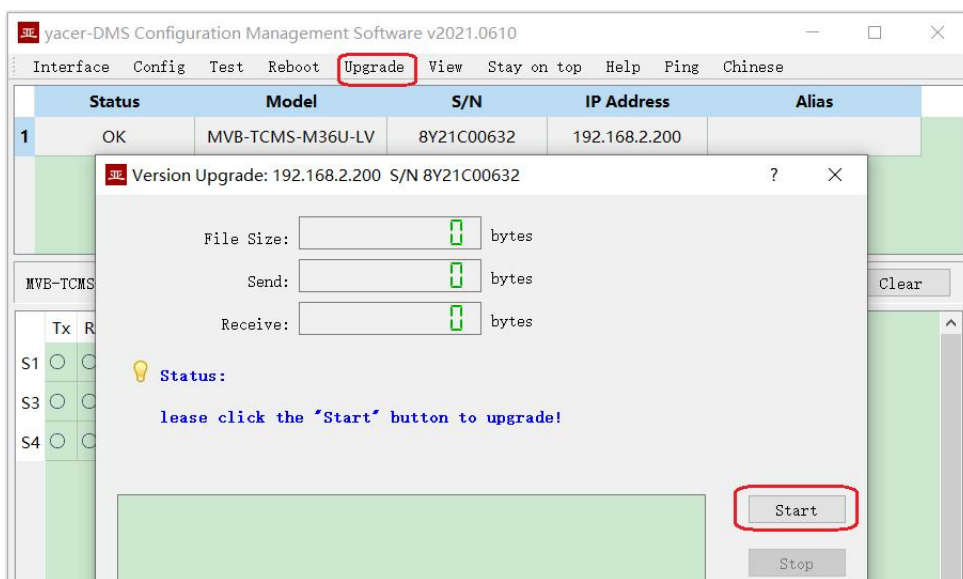 亚 yacer-DMS Configuration Management Software v2021.0610
Interface Config Test Reboot Upgrade View Stay on top Help Ping Chinese
Status Model S/N IP Address Alias
1 OK MVB-TCMS-M36U-LV 8Y21C00632 192.168.2.200
亚 Version Upgrade: 192.168.2.200 S/N 8Y21C00632 ?
File Size: 0 bytes
MVB-TCMS Send: 0 bytes Clear
Tx R Receive: 0 bytes
S1 Status:
S3 lease click the "Start" button to upgrade!
S4
Start
Stop